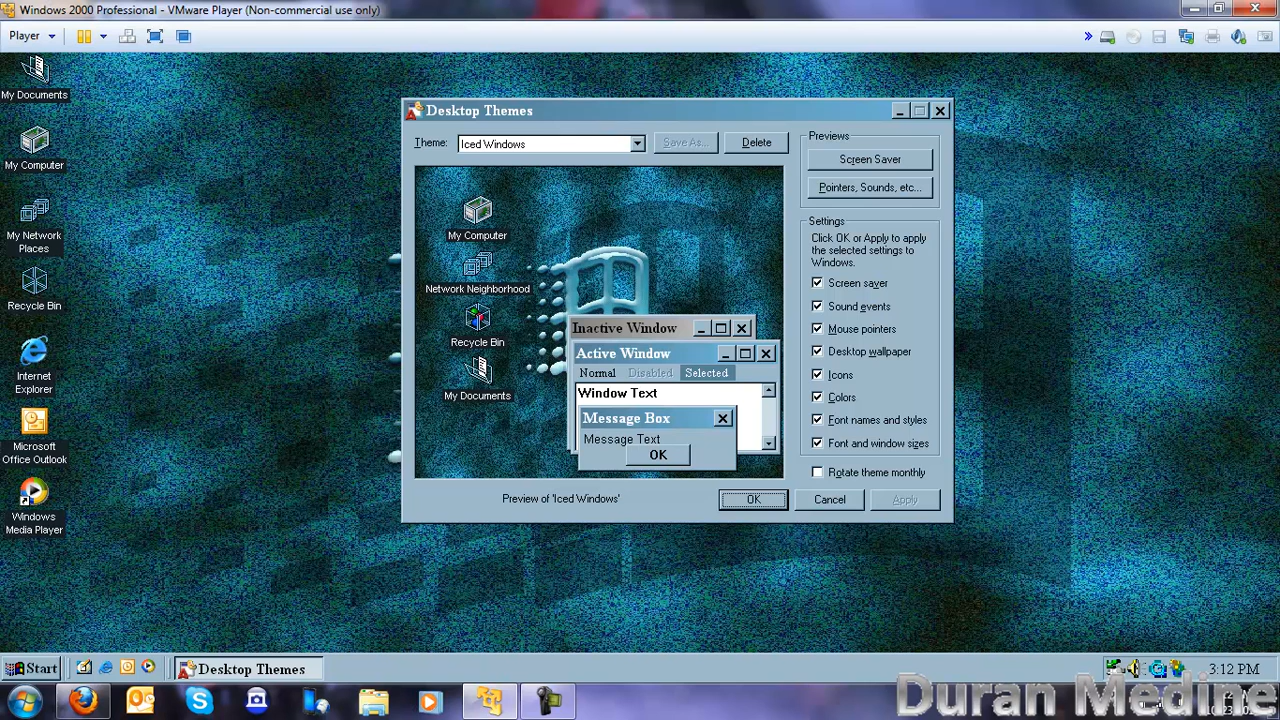 Windows 2000 Professional - VMware Player (Non-commercial use only)
Player
»
My Documents
My Computer
My Network
Places
Recycle Bin
Internet
Explorer
Microsoft
Office Outlook
Windows
Media Player
Desktop Themes
Theme:
Iced Windows
Save As...
Delete
My Computer
Network Neighborhood
Recycle Bin
My Documents
Inactive Window
Active Window
Normal
Disabled
Selected
Window Text
Message Box
Message Text
OK
Preview of 'Iced Windows'
Previews
Screen Saver
Pointers, Sounds, etc...
Settings
Click OK or Apply to apply
the selected settings to
Windows.
Screen saver
Sound events
Mouse pointers
Desktop wallpaper
Icons
Colors
Font names and styles
Font and window sizes
Rotate theme monthly
OK
Cancel
Apply
Start
Desktop Themes
3:12 PM
Duran Medine